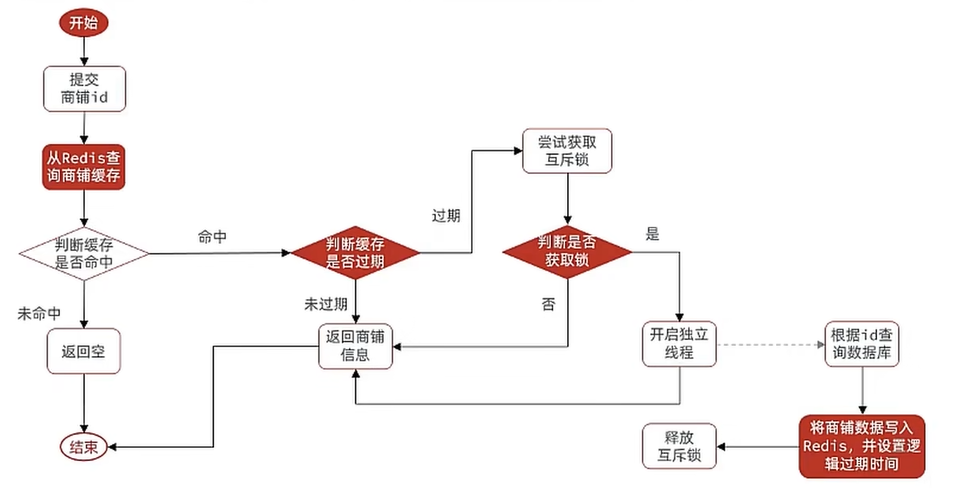 开始
提交
商铺id
从Redis查
询商铺缓存
判断缓存
是否命中
命中
未命中
返回空
结束
判断缓存
是否过期
过期
未过期
返回商铺
信息
尝试获取
互斥锁
判断是否
获取锁
是
否
开启独立
线程
根据id查
询数据库
将商铺数据写入
Redis，并设置逻
辑过期时间
释放
互斥锁